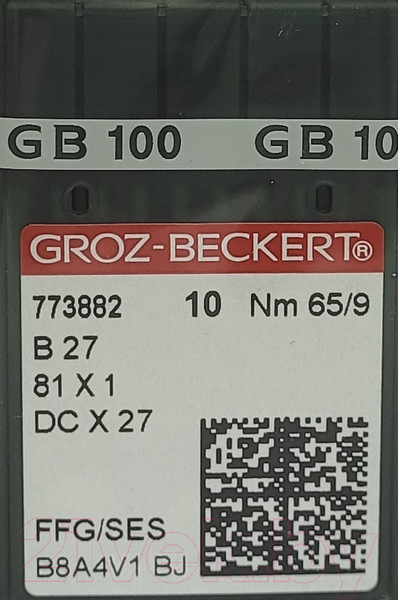 GB 100 GB 10
GROZ-BECKERT®
773882 10 Nm 65/9
B 27
81 X 1
DC X 27
FFG/SES
B8A4V1 BJ